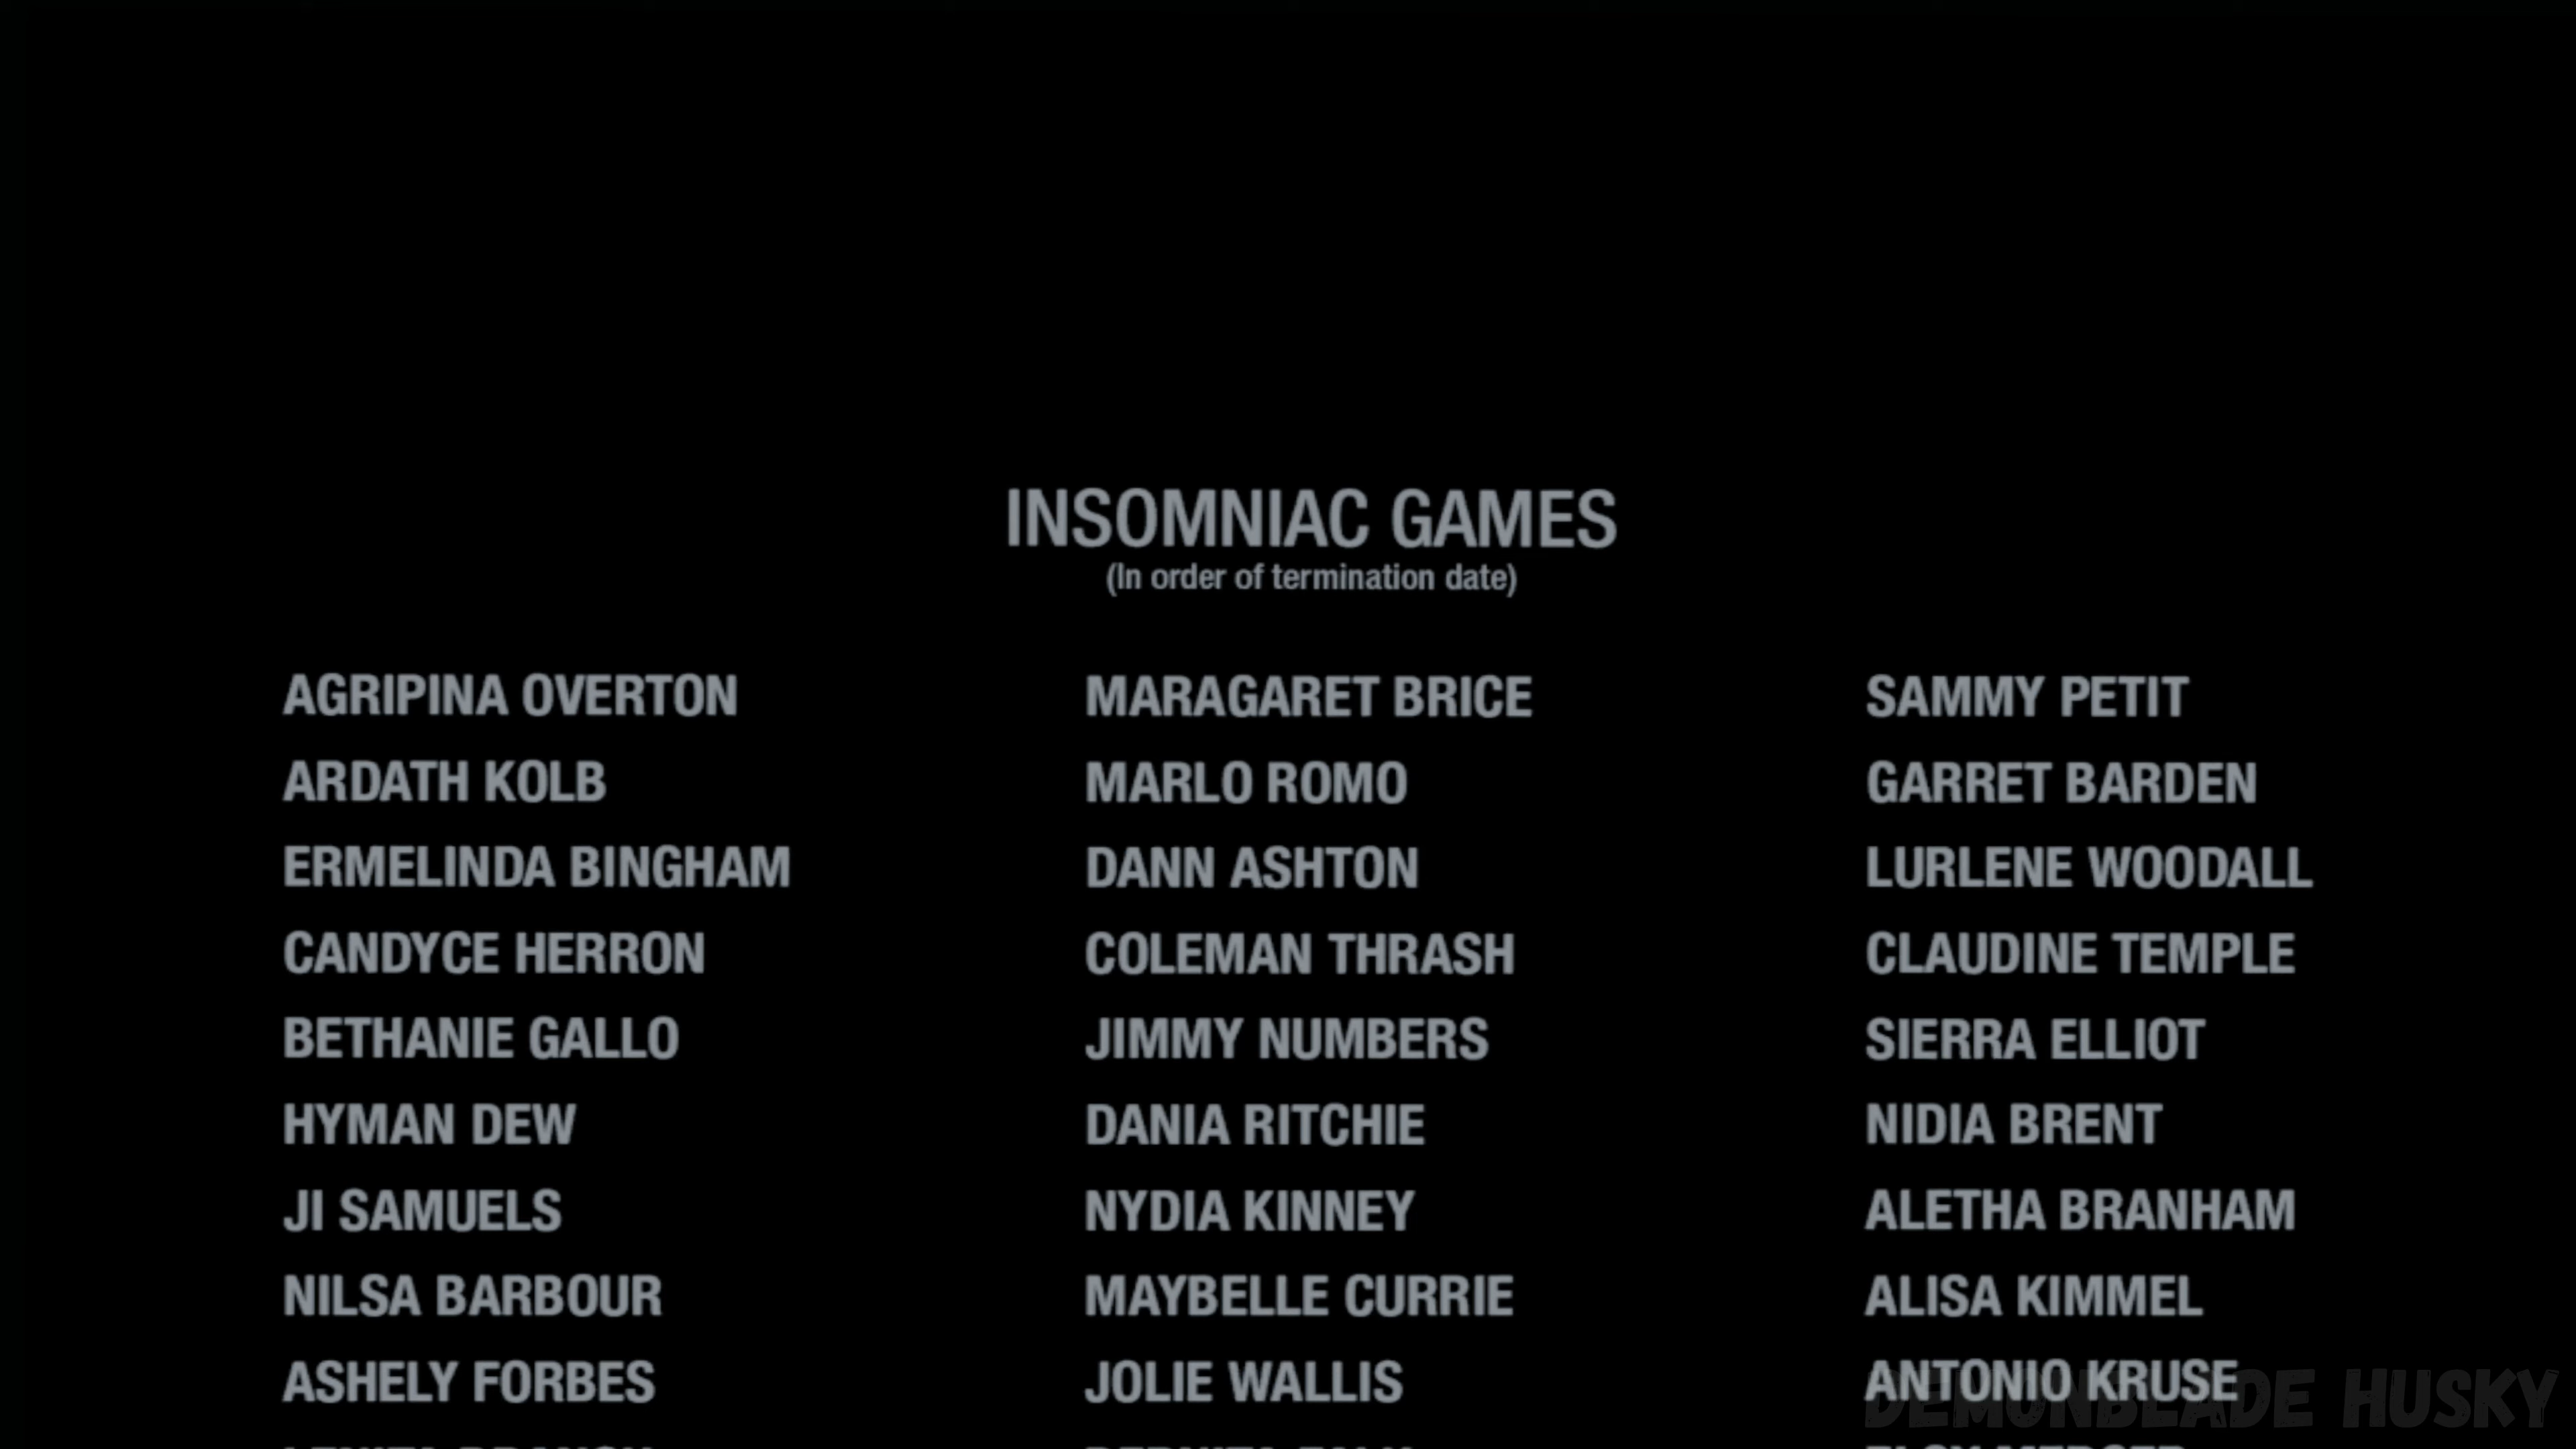 INSOMNIAC GAMES
(In order of termination date)
AGRIPINA OVERTON
ARDATH KOLB
ERMELINDA BINGHAM
CANDYCE HERRON
BETHANIE GALLO
HYMAN DEW
JI SAMUELS
NILSA BARBOUR
ASHELY FORBES
MARAGARET BRICE
MARLO ROMO
DANN ASHTON
COLEMAN THRASH
JIMMY NUMBERS
DANIA RITCHIE
NYDIA KINNEY
MAYBELLE CURRIE
JOLIE WALLIS
SAMMY PETIT
GARRET BARDEN
LURLENE WOODALL
CLAUDINE TEMPLE
SIERRA ELLIOT
NIDIA BRENT
ALETHA BRANHAM
ALISA KIMMEL
ANTONIO KRUSE
DEMONBLADE HUSKY